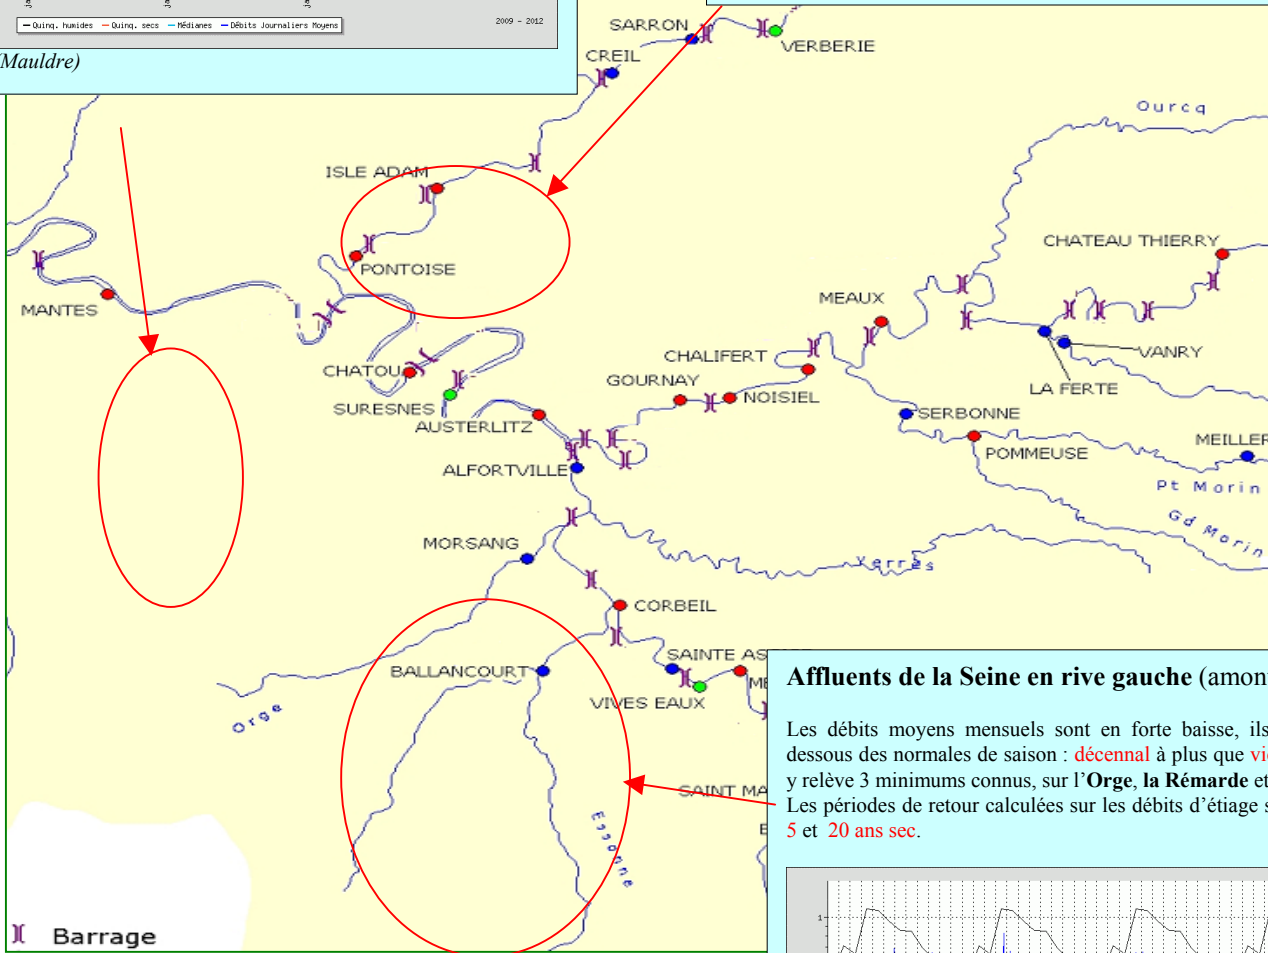 Quinq. humides Quinq. secs Médianes Débits Journaliers Moyens
2009 - 2012
Mauldre)
SARRON
VERBERIE
CREIL
Ourcq
ISLE ADAM
CHATEAU THIERRY
PONTOISE
MANTES
MEAUX
CHALIFERT
VANRY
CHATOU
GOURNAY
NOISIEL
LA FERTE
SURESNES
SERBONNE
AUSTERLITZ
MEILLER
POMMEUSE
ALFORTVILLE
Pt Morin
Gd Morin
MORSANG
Yerres
CORBEIL
SAINTE AS
BALLANCOURT
ME
VIVES EAUX
Orge
SAINT MA
E
Essonne
Barrage
Affluents de la Seine en rive gauche (amon
Les débits moyens mensuels sont en forte baisse, ils
dessous des normales de saison : décennal à plus que vi
y relève 3 minimums connus, sur l'Orge, la Rémarde et
Les périodes de retour calculées sur les débits d'étiage s
5 et 20 ans sec.
1